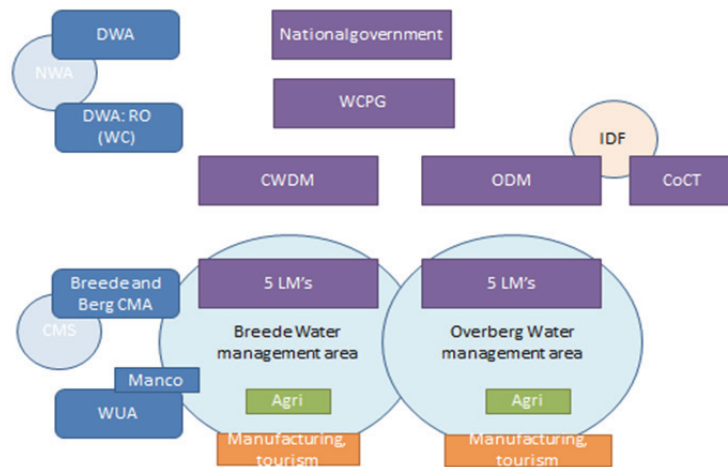 DWA
Nationalgovernment
NWA
WCPG
DWA: RO
(WC)
IDF
CWDM
ODM
CoCT
Breede and
Berg CMA
5 LM's
5 LM's
CMS
Breede Water
management area
Overberg Water
management area
Manco
WUA
Agri
Agri
Manufacturing,
tourism
Manufacturing,
tourism